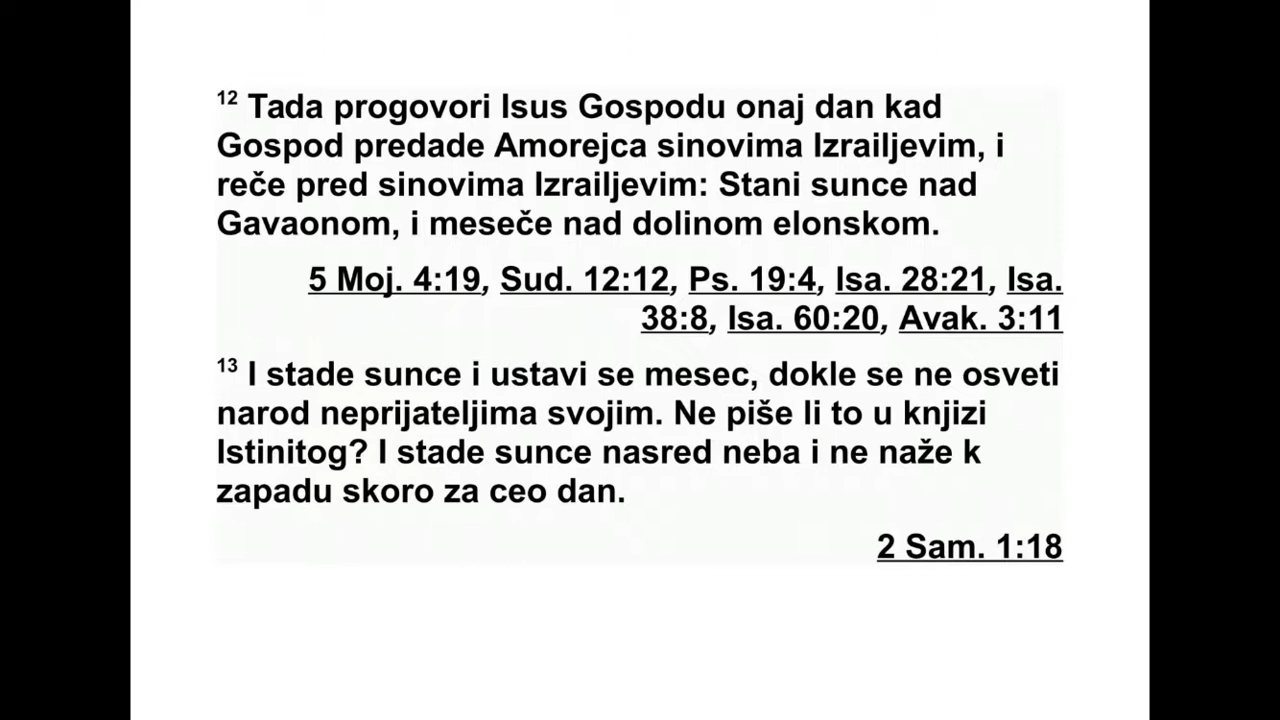 12 Tada progovori Isus Gospodu onaj dan kad
Gospod predade Amorejca sinovima Izrailjevim, i
reče pred sinovima Izrailjevim: Stani sunce nad
Gavaonom, i meseče nad dolinom elonskom.
5 Moj. 4:19, Sud. 12:12, Ps. 19:4, Isa. 28:21, Isa.
38:8, Isa. 60:20, Avak. 3:11
13 I stade sunce i ustavi se mesec, dokle se ne osveti
narod neprijateljima svojim. Ne piše li to u knjizi
Istinitog? I stade sunce nasred neba i ne naže k
zapadu skoro za ceo dan.
2 Sam. 1:18